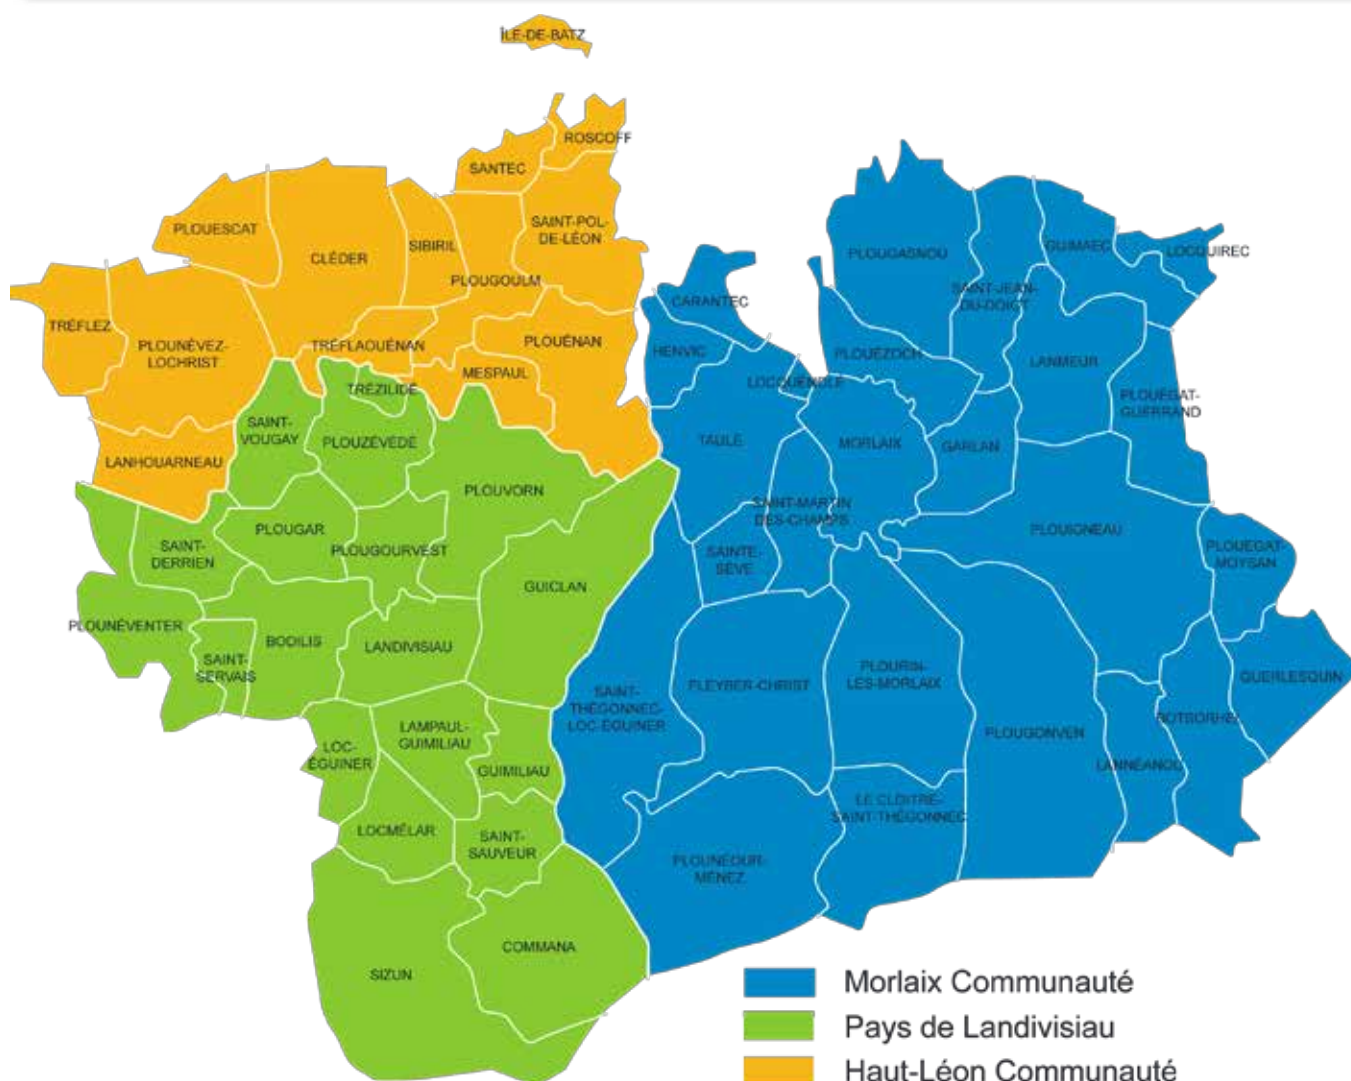 ÎLE-DE-BATZ
ROSCOFF
SANTEC
PLOUESCAT
CLÉDER
SIBIRIL
SAINT-POL-
DE-LÉON
PLOUGOULM
TRÉFLEZ
PLOUNÉVEZ-
LOCHRIST
TRÉFLAOUÉNAN
PLOUÉNAN
MESPAUL
LANHOUARNEAU
TRÉZILIDÉ
SAINT-
VOUGAY
PLOUZÉVÉDÉ
PLOUVORN
PLOUGAR
PLOUGOURVEST
SAINT-
DERRIEN
GUICLAN
PLOUNÉVENTER
BODILIS
LANDIVISIAU
SAINT-
SERVAIS
LAMPAUL-
GUIMILIAU
LOC-
ÉGUINER
GUIMILIAU
LOCMÉLAR
SAINT-
SAUVEUR
SIZUN
COMMANA
CARANTEC
HENVIC
LOCQUENOLÉ
TAULÉ
PLOUGASNOU
SAINT-JEAN-
DU-DOIGT
GUIMAEC
LOCQUIREC
PLOUÉZOCH
LANMEUR
PLOUÉGAT-
GUERRAND
MORLAIX
GARLAN
SAINT-MARTIN
DES-CHAMPS
SAINTE-
SÈVE
PLOUIGNEAU
PLOUÉGAT-
MOYSAN
SAINT-
THÉGONNEC-
LOC-ÉGUINER
PLEYBER-CHRIST
PLOURIN-
LES-MORLAIX
PLOUGONVEN
GUERLESQUIN
BOTSORHEL
LANNÉANOU
LE CLOÎTRE-
SAINT-THÉGONNEC
PLOUNÉOUR-
MÉNEZ
Morlaix Communauté
Pays de Landivisiau
Haut-Léon Communauté